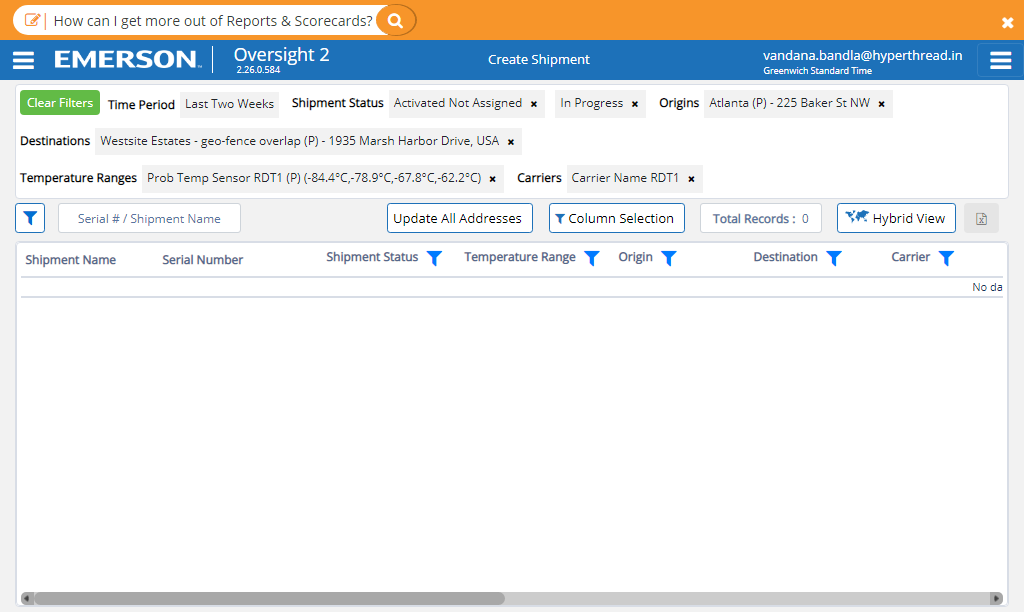 How can I get more out of Reports & Scorecards?
EMERSON Oversight 2 2.26.0.584 Create Shipment vandana.bandla@hyperthread.in Greenwich Standard Time
Clear Filters Time Period Last Two Weeks Shipment Status Activated Not Assigned × In Progress × Origins Atlanta (P) - 225 Baker St NW ×
Destinations Westsite Estates - geo-fence overlap (P) - 1935 Marsh Harbor Drive, USA ×
Temperature Ranges Prob Temp Sensor RDT1 (P) (-84.4°C,-78.9°C,-67.8°C,-62.2°C) × Carriers Carrier Name RDT1 ×
Serial # / Shipment Name Update All Addresses Column Selection Total Records : 0 Hybrid View
Shipment Name Serial Number Shipment Status Temperature Range Origin Destination Carrier
No da